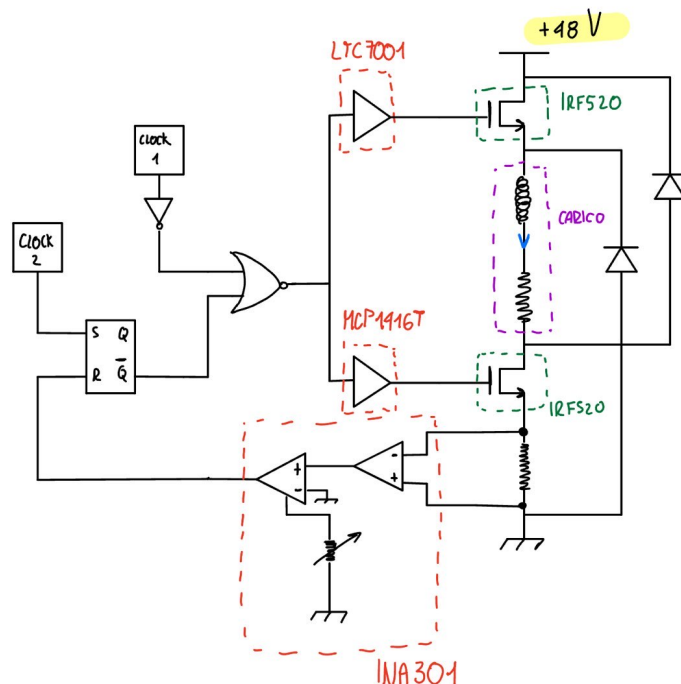 +48 V
LTC7001
IRF520
CLOCK
1
CARICO
CLOCK
2
S Q
R Q̅
MCP1416T
IRF520
-
+
+
-
INA301